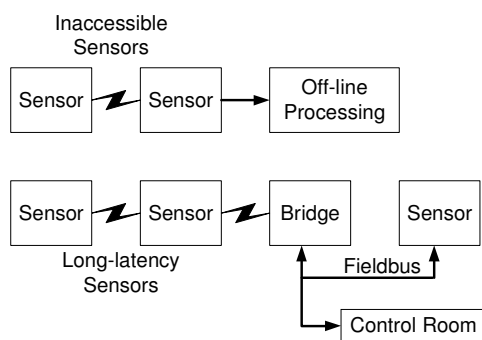 Inaccessible
Sensors
Sensor
Sensor
Off-line
Processing
Sensor
Sensor
Bridge
Sensor
Long-latency
Sensors
Fieldbus
Control Room